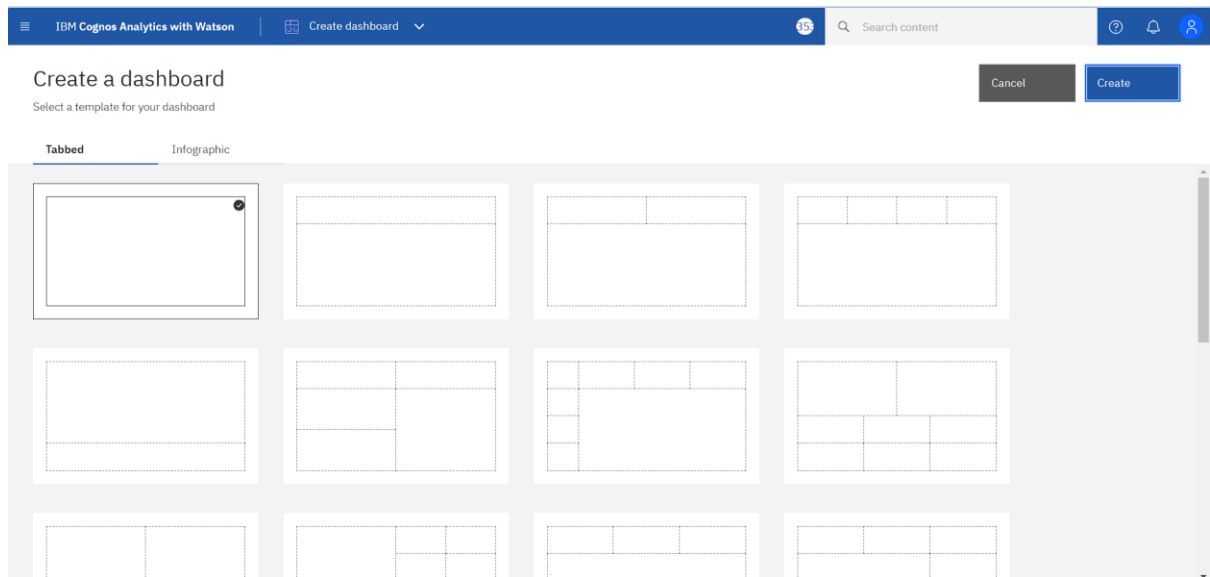 IBM Cognos Analytics with Watson
Create dashboard
353
Search content
Create a dashboard
Cancel
Create
Select a template for your dashboard
Tabbed
Infographic